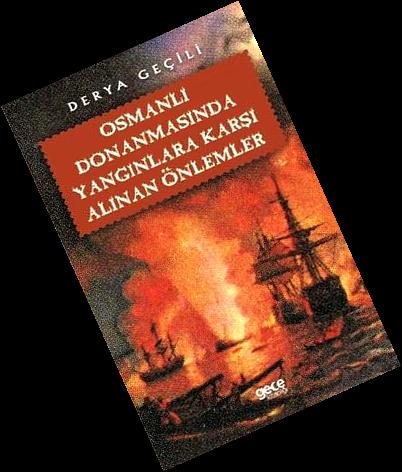 DERYA GEÇİLİ
OSMANLI
DONANMASINDA
YANGINLARA KARŞI
ALINAN ÖNLEMLER
gece